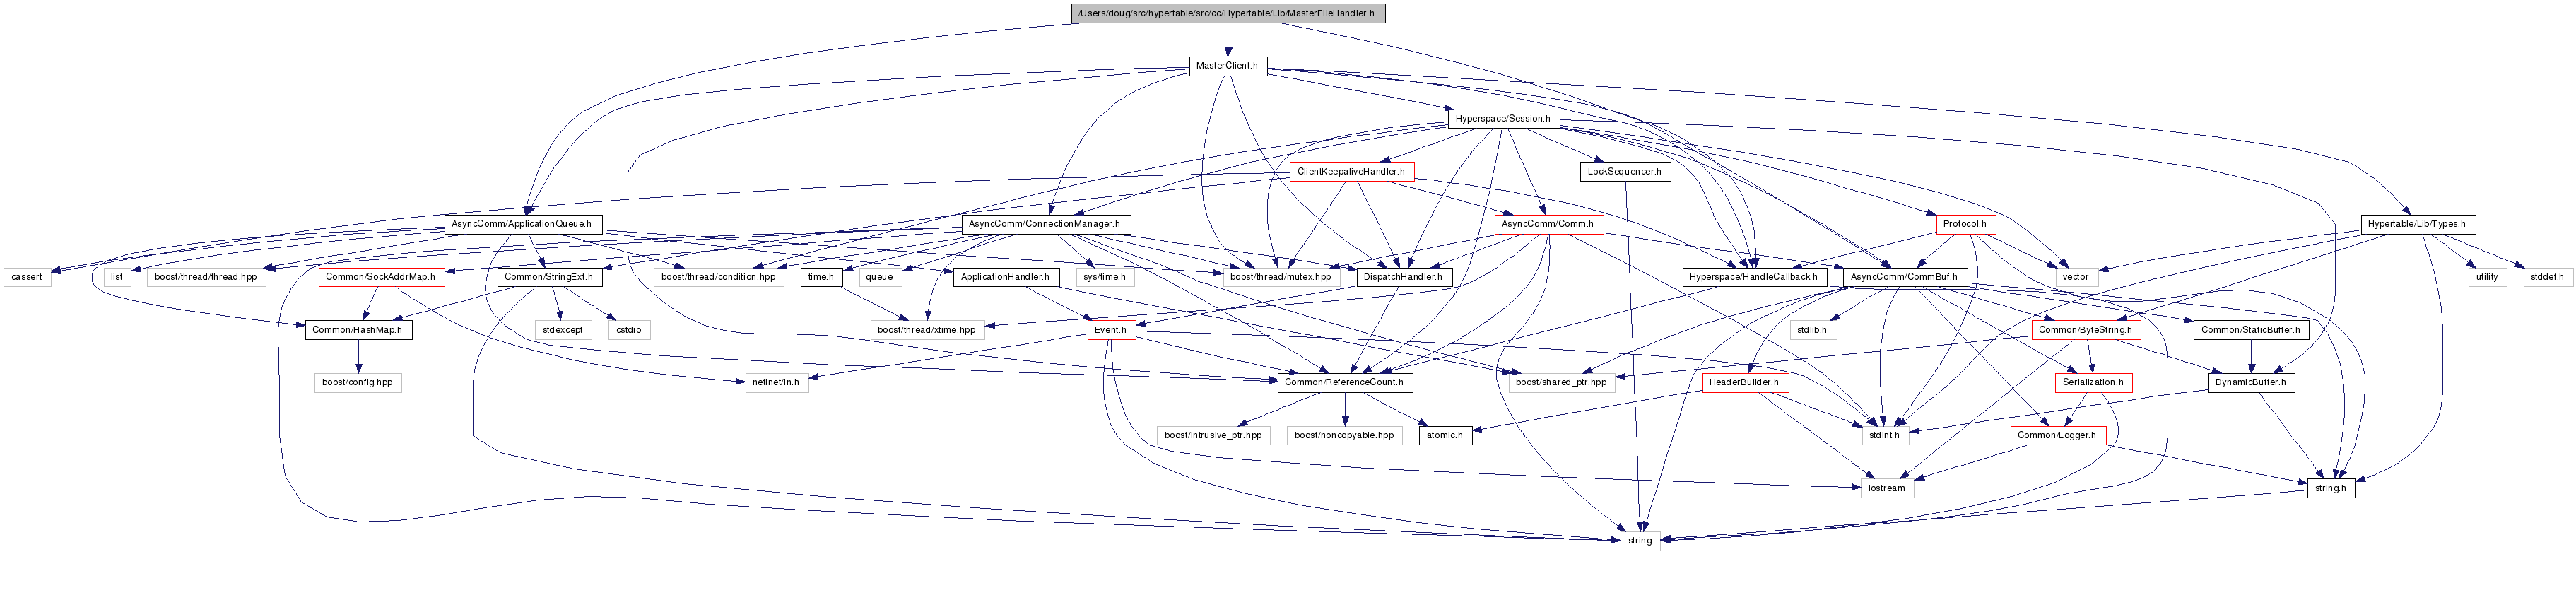 /Users/doug/src/hypertable/src/cc/Hypertable/Lib/MasterFileHandler.h
MasterClient.h
Hyperspace/Session.h
ClientKeepaliveHandler.h
LockSequencer.h
AsyncComm/ApplicationQueue.h
AsyncComm/ConnectionManager.h
AsyncComm/Comm.h
Protocol.h
Hypertable/Lib/Types.h
cassert
list
boost/thread/thread.hpp
Common/SockAddrMap.h
Common/StringExt.h
boost/thread/condition.hpp
time.h
queue
ApplicationHandler.h
sys/time.h
boost/thread/mutex.hpp
DispatchHandler.h
Hyperspace/HandleCallback.h
AsyncComm/CommBuf.h
vector
utility
stddef.h
Common/HashMap.h
stdexcept
cstdio
boost/thread/xtime.hpp
Event.h
stdlib.h
Common/ByteString.h
Common/StaticBuffer.h
boost/config.hpp
netinet/in.h
Common/ReferenceCount.h
boost/shared_ptr.hpp
HeaderBuilder.h
Serialization.h
DynamicBuffer.h
boost/intrusive_ptr.hpp
boost/noncopyable.hpp
atomic.h
stdint.h
Common/Logger.h
iostream
string.h
string